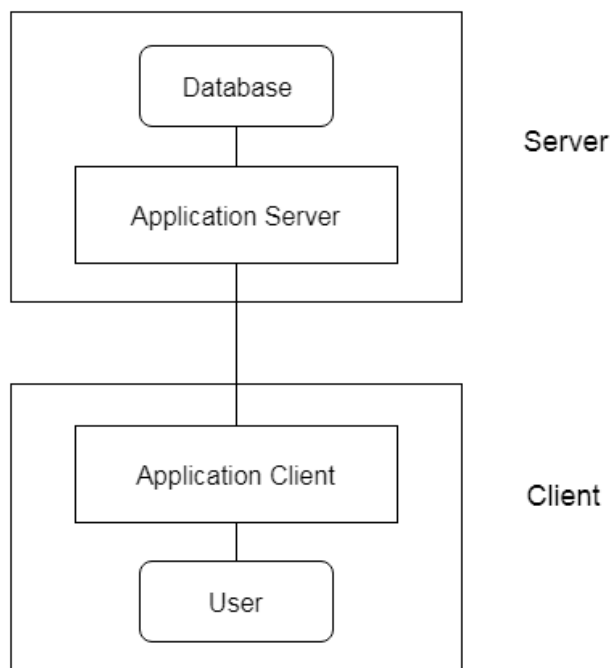 Database
Server
Application Server
Application Client
Client
User